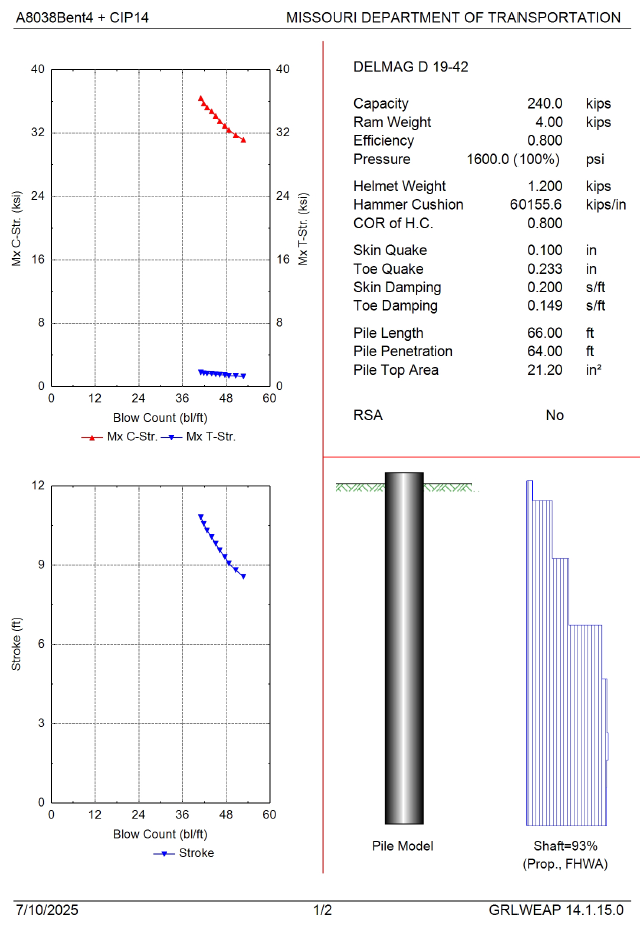 A8038Bent4 + CIP14 MISSOURI DEPARTMENT OF TRANSPORTATION
40 40
32 32
24 24
16 16
8 8
0 0
Mx C-Str. (ksi)
Mx T-Str. (ksi)
0 12 24 36 48 60
Blow Count (bl/ft)
Mx C-Str. Mx T-Str.
DELMAG D 19-42
Capacity 240.0 kips
Ram Weight 4.00 kips
Efficiency 0.800
Pressure 1600.0 (100%) psi
Helmet Weight 1.200 kips
Hammer Cushion 60155.6 kips/in
COR of H.C. 0.800
Skin Quake 0.100 in
Toe Quake 0.233 in
Skin Damping 0.200 s/ft
Toe Damping 0.149 s/ft
Pile Length 66.00 ft
Pile Penetration 64.00 ft
Pile Top Area 21.20 in²
RSA No
12
9
6
3
0
Stroke (ft)
0 12 24 36 48 60
Blow Count (bl/ft)
Stroke
Pile Model
Shaft=93%
(Prop., FHWA)
7/10/2025 1/2 GRLWEAP 14.1.15.0